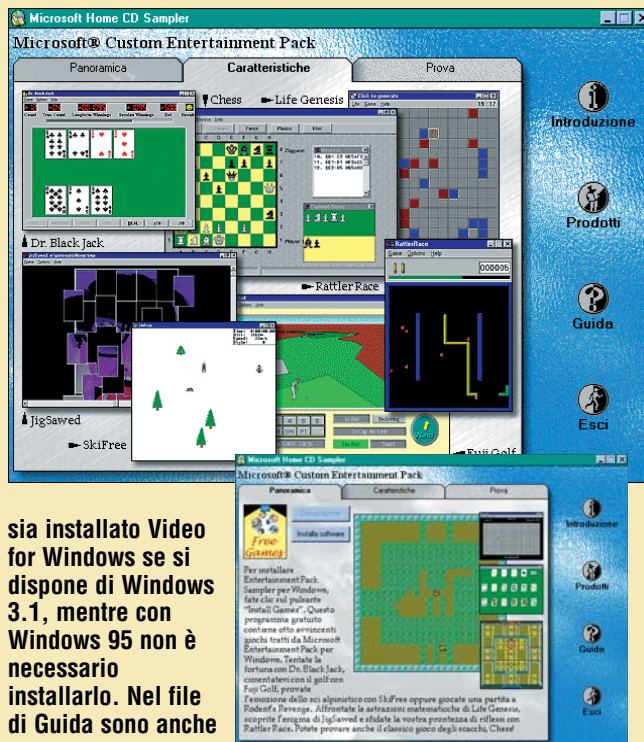 Microsoft Home CD Sampler
Microsoft® Custom Entertainment Pack
Panoramica
Caratteristiche
Prova
Chess
Life Genesis
Dr. Black Jack
Rattler Race
RattlerRace
Game Options Help
000005
JigSawed
SkiFree
Fuji Golf
Introduzione
Prodotti
Guida
Esci
Microsoft Home CD Sampler
Microsoft® Custom Entertainment Pack
Panoramica
Caratteristiche
Prova
Free
Games
Installa software
Per installare
Entertainment Pack
Sampler per Windows,
fate clic sul pulsante
"Install Games". Questo
programma gratuito
contiene otto avvincenti
giochi tratti da Microsoft
Entertainment Pack per
Windows. Tentate la
fortuna con Dr. Black Jack,
cimentatevi con il golf con
Fuji Golf, provate
l'emozione dello sci alpinistico con SkiFree oppure giocate una partita a
Rodent's Revenge. Affrontate le astrazioni matematicche di Life Genesis,
scoprite l'enigma di JigSawed e sfidate la vostra prontezza di riflessi con
Rattler Race. Potete provare anche il classico gioco degli scacchi, Chess!
Introduzione
Prodotti
Guida
Esci
sia installato Video
for Windows se si
dispone di Windows
3.1, mentre con
Windows 95 non è
necessario
installarlo. Nel file
di Guida sono anche